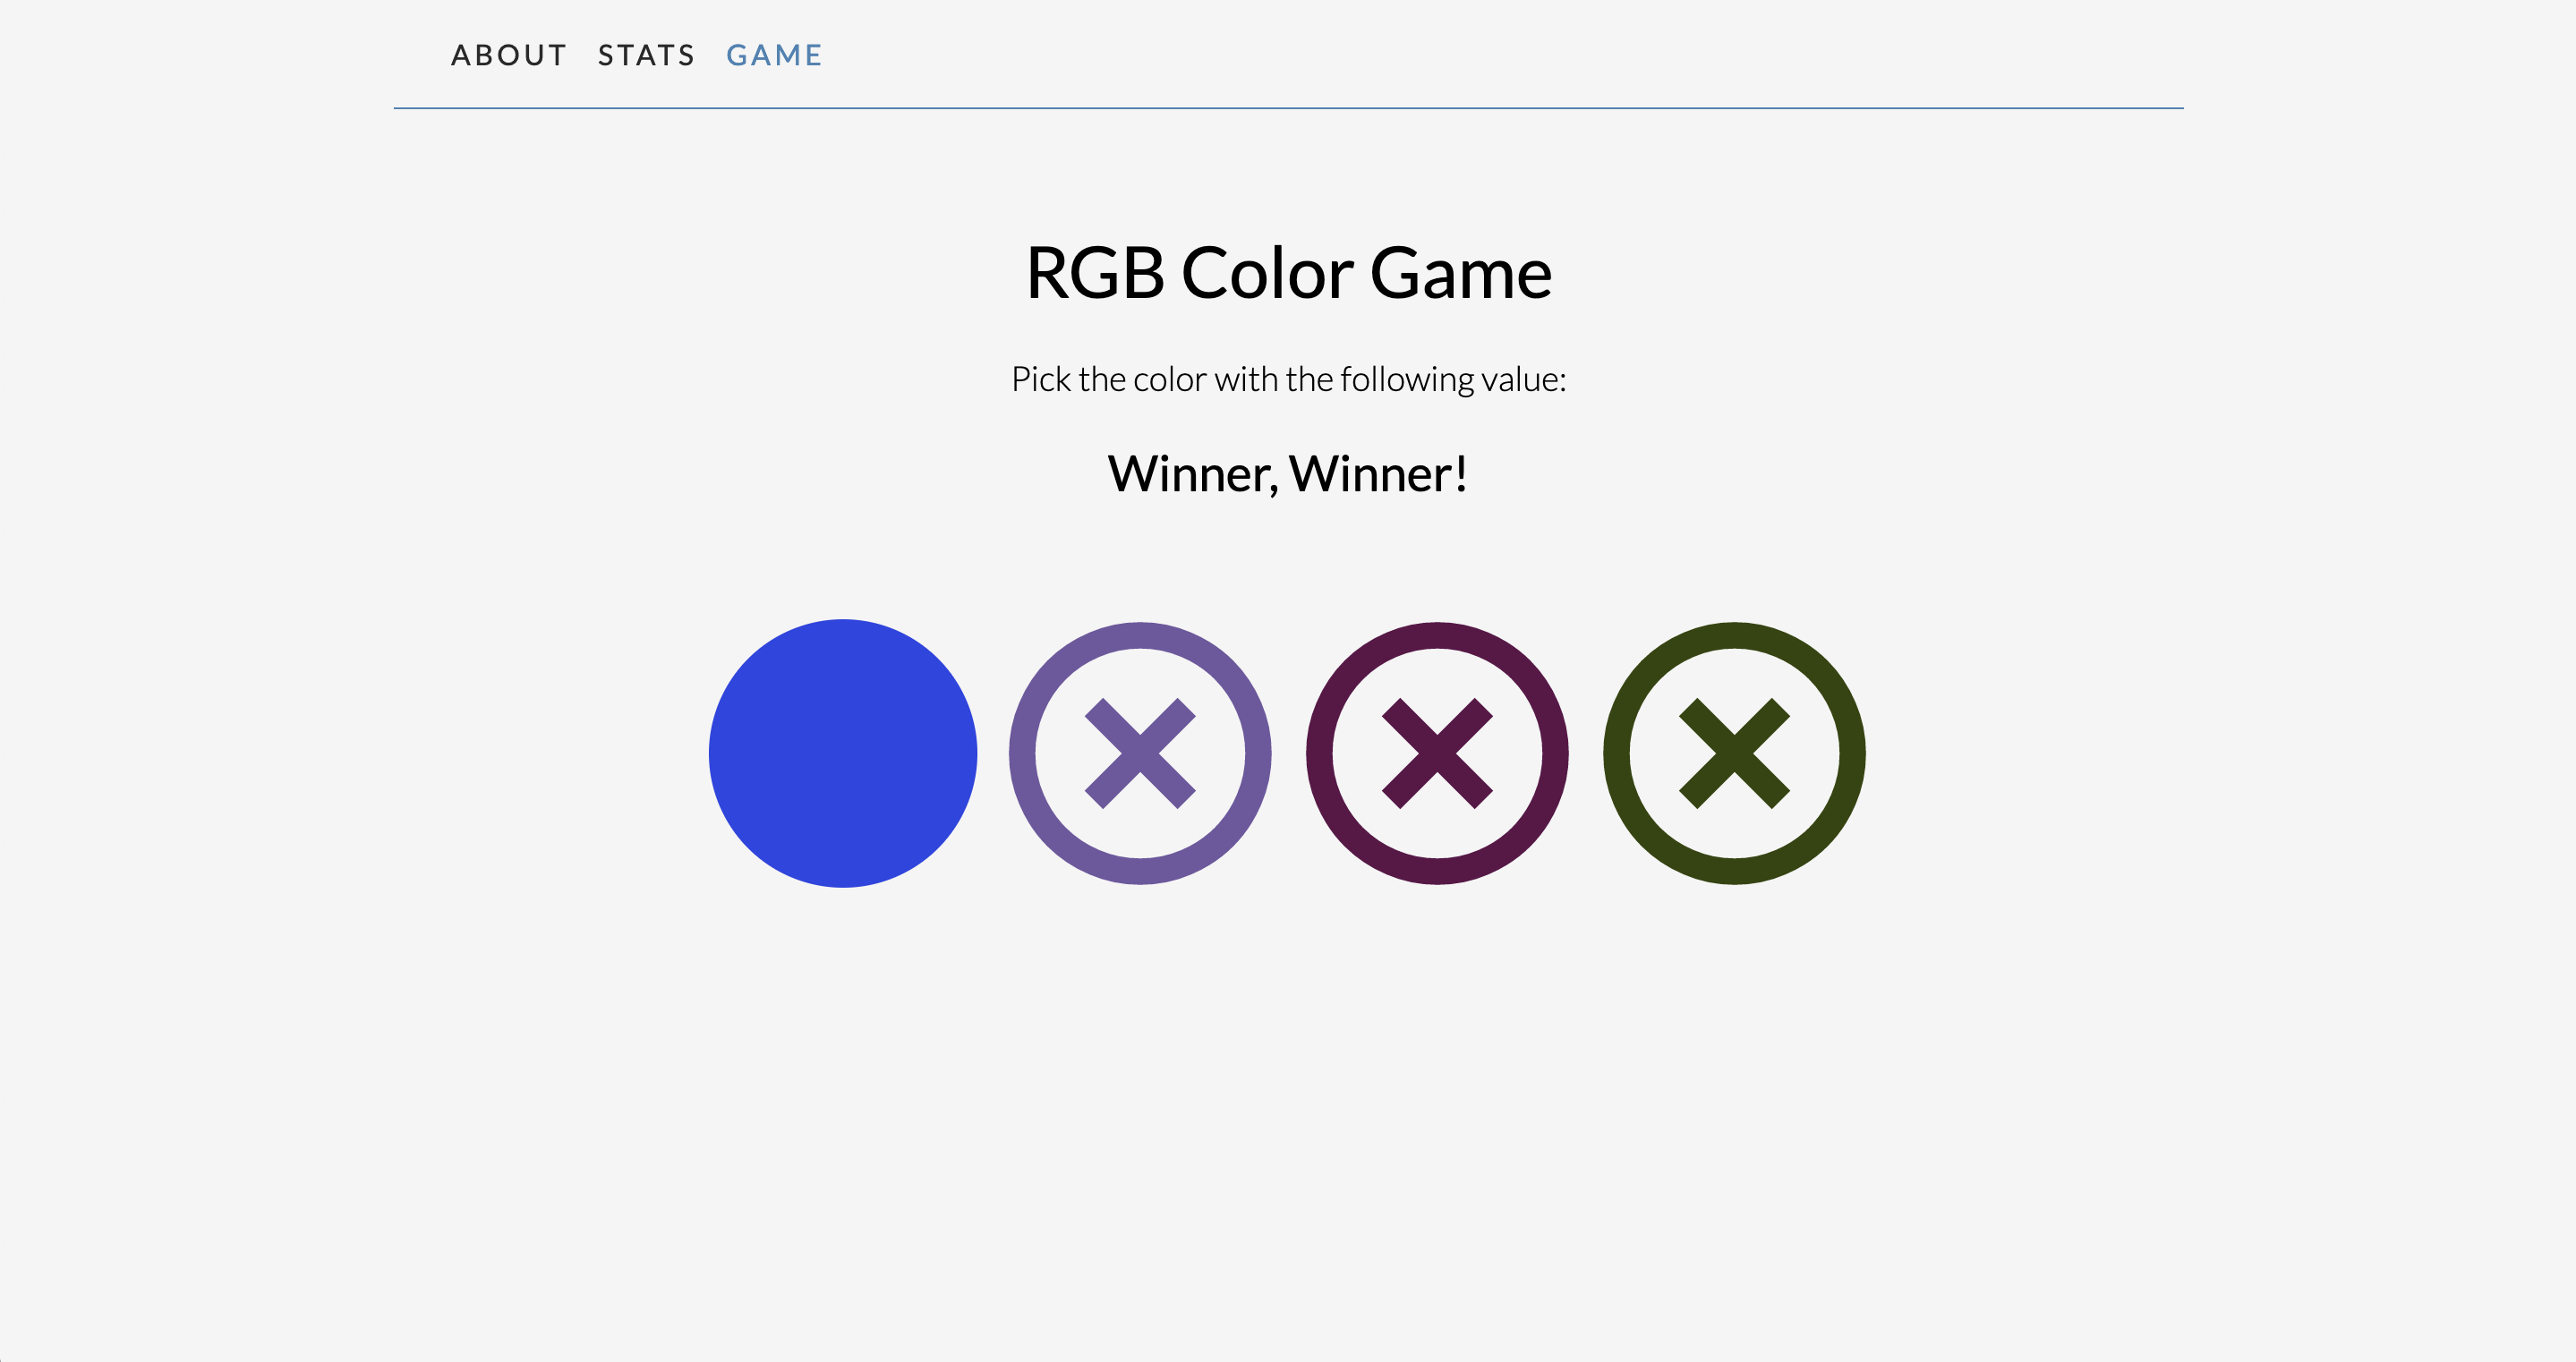 ABOUT STATS GAME
RGB Color Game
Pick the color with the following value:
Winner, Winner!